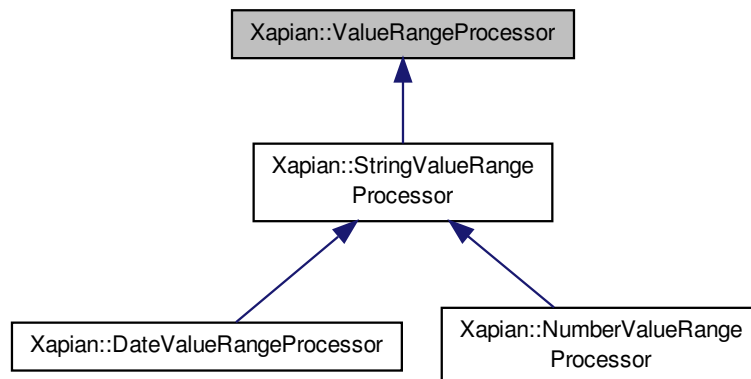 Xapian::ValueRangeProcessor
Xapian::StringValueRange
Processor
Xapian::DateValueRangeProcessor
Xapian::NumberValueRange
Processor